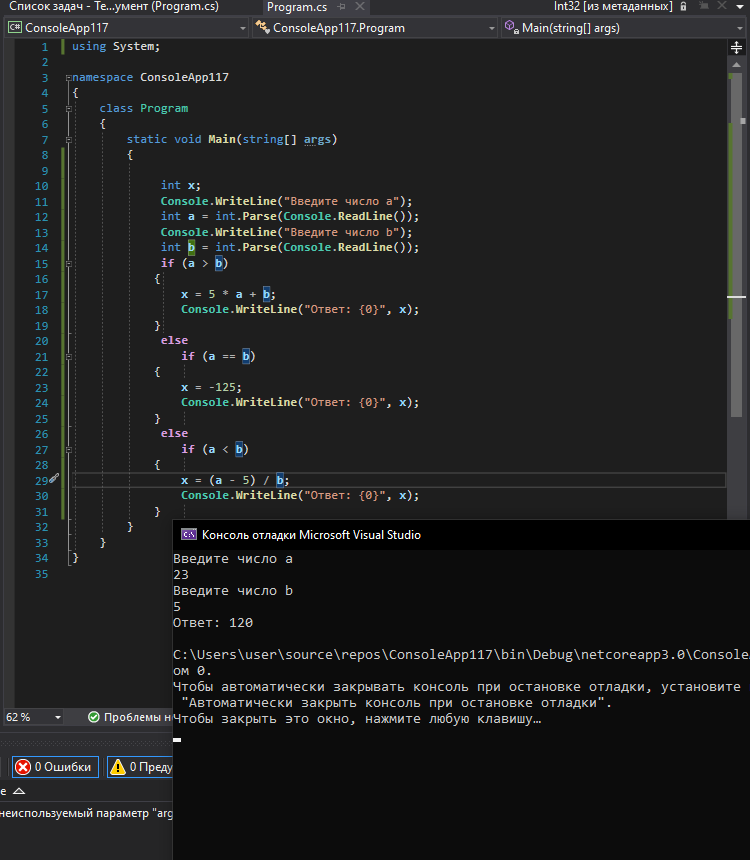 Список задач - Те...умент (Program.cs)
Program.cs
Int32 [из метаданных]
C# ConsoleApp117
ConsoleApp117.Program
Main(string[] args)
1 using System;
2
3 namespace ConsoleApp117
4 {
5 class Program
6 {
7 static void Main(string[] args)
8 {
9
10 int x;
11 Console.WriteLine("Введите число a");
12 int a = int.Parse(Console.ReadLine());
13 Console.WriteLine("Введите число b");
14 int b = int.Parse(Console.ReadLine());
15 if (a > b)
16 {
17 x = 5 * a + b;
18 Console.WriteLine("Ответ: {0}", x);
19 }
20 else
21 if (a == b)
22 {
23 x = -125;
24 Console.WriteLine("Ответ: {0}", x);
25 }
26 else
27 if (a < b)
28 {
29 x = (a - 5) / b;
30 Console.WriteLine("Ответ: {0}", x);
31 }
32 }
33 }
34 }
35
C:\ Консоль отладки Microsoft Visual Studio
Введите число a
23
Введите число b
5
Ответ: 120
C:\Users\user\source\repos\ConsoleApp117\bin\Debug\netcoreapp3.0\Console
ом 0.
Чтобы автоматически закрывать консоль при остановке отладки, установите
"Автоматически закрыть консоль при остановке отладки".
Чтобы закрыть это окно, нажмите любую клавишу…
62 %
Проблемы н
0 Ошибки
0 Преду
е
неиспользуемый параметр "arg